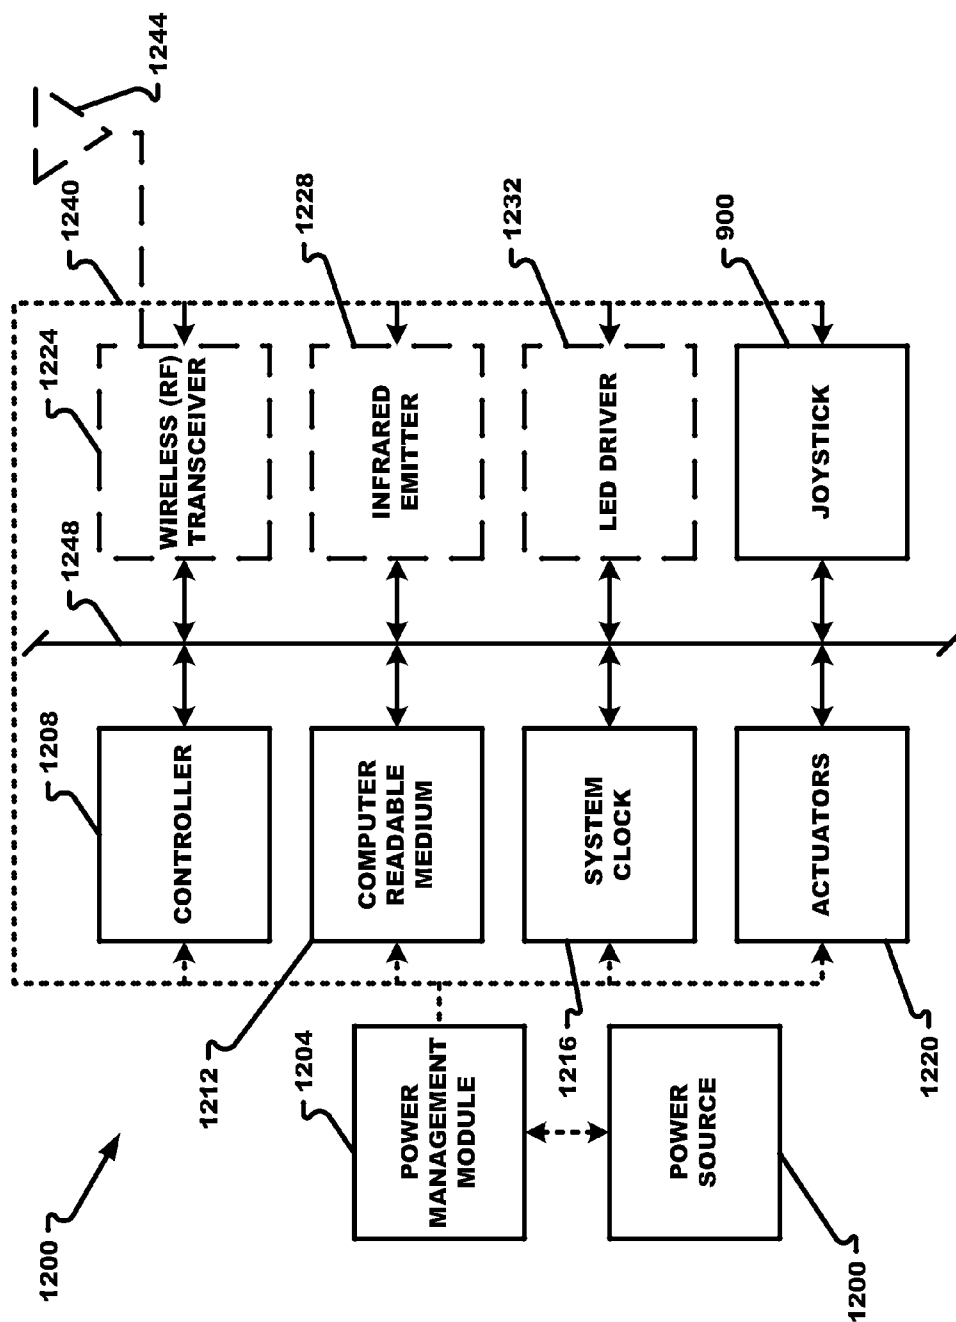 1200
1208
1248
1224
1240
1244
CONTROLLER
WIRELESS (RF)
TRANSCEIVER
1212
1204
1228
POWER
MANAGEMENT
MODULE
COMPUTER
READABLE
MEDIUM
INFRARED
EMITTER
1216
1232
SYSTEM
CLOCK
LED DRIVER
POWER
SOURCE
900
ACTUATORS
JOYSTICK
1200
1220